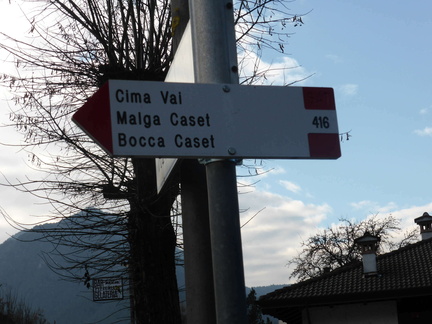 Cima Vai
Malga Caset
Bocca Caset
416